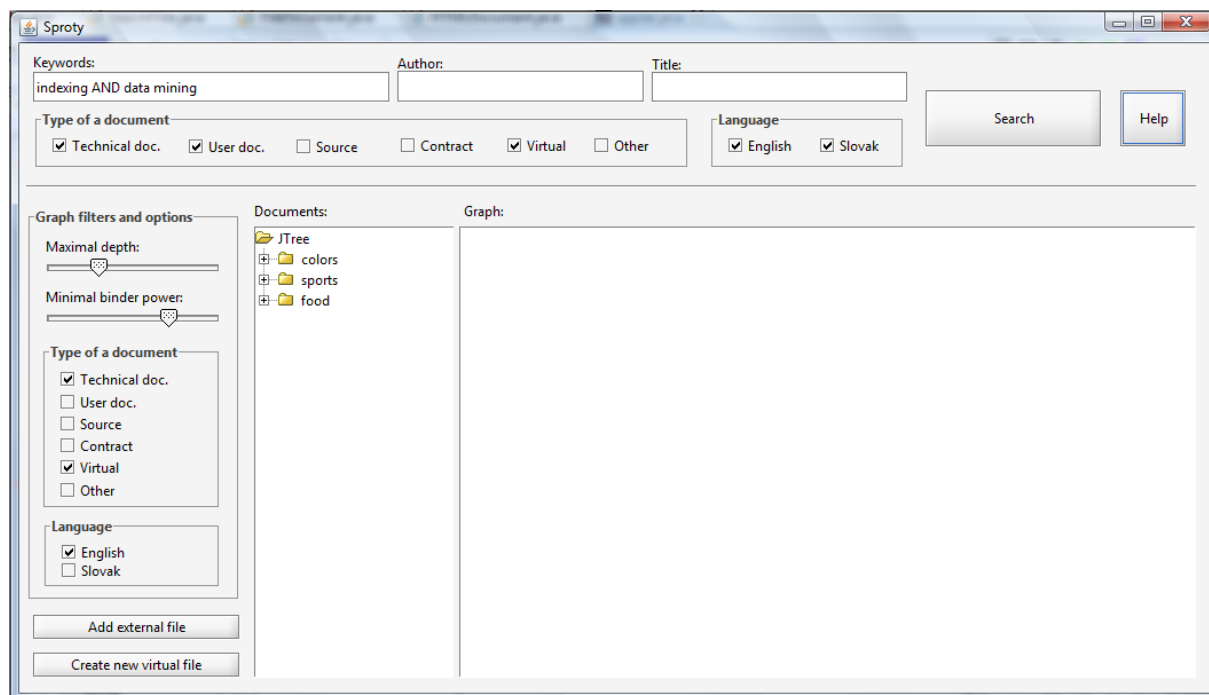 Sproty
Keywords: Author: Title:
indexing AND data mining
Search Help
Type of a document Language
Technical doc. User doc. Source Contract Virtual Other English Slovak
Graph filters and options Documents: Graph:
Maximal depth:
Minimal binder power:
Type of a document
Technical doc.
User doc.
Source
Contract
Virtual
Other
Language
English
Slovak
Add external file
Create new virtual file
JTree
colors
sports
food